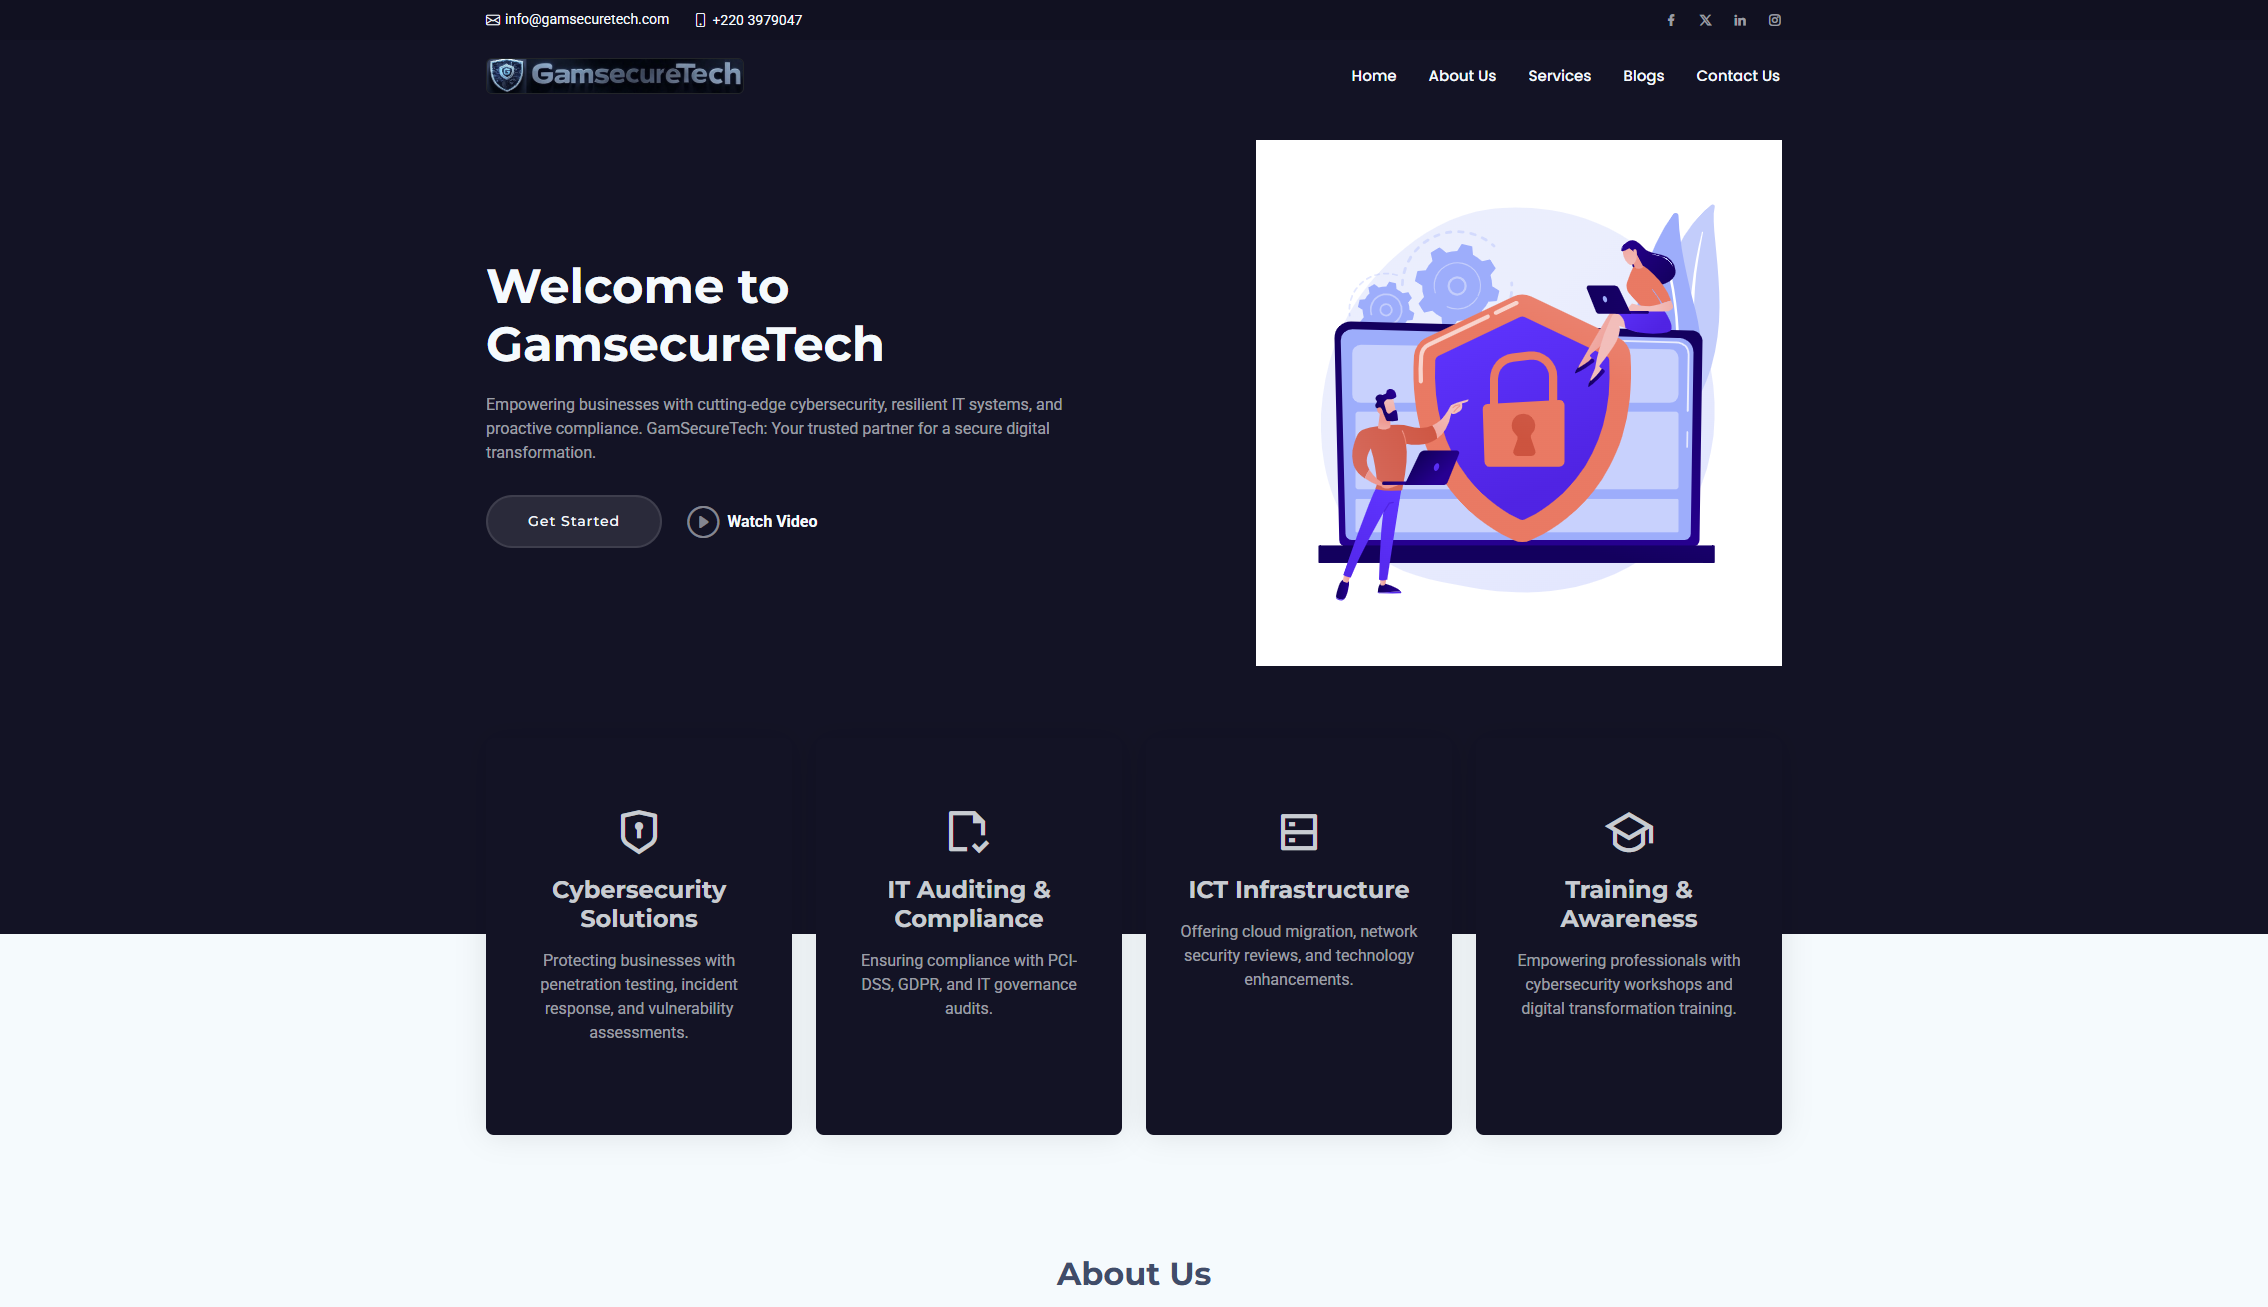 info@gamsecuretech.com +220 3979047
GamsecureTech
Home About Us Services Blogs Contact Us
Welcome to
GamsecureTech
Empowering businesses with cutting-edge cybersecurity, resilient IT systems, and
proactive compliance. GamSecureTech: Your trusted partner for a secure digital
transformation.
Get Started Watch Video
Cybersecurity
Solutions
Protecting businesses with
penetration testing, incident
response, and vulnerability
assessments.
IT Auditing &
Compliance
Ensuring compliance with PCI-
DSS, GDPR, and IT governance
audits.
ICT Infrastructure
Offering cloud migration, network
security reviews, and technology
enhancements.
Training &
Awareness
Empowering professionals with
cybersecurity workshops and
digital transformation training.
About Us